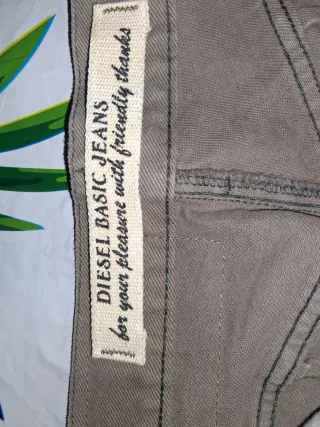 DIESEL BASIC JEANS
for your pleasure with friendly thanks